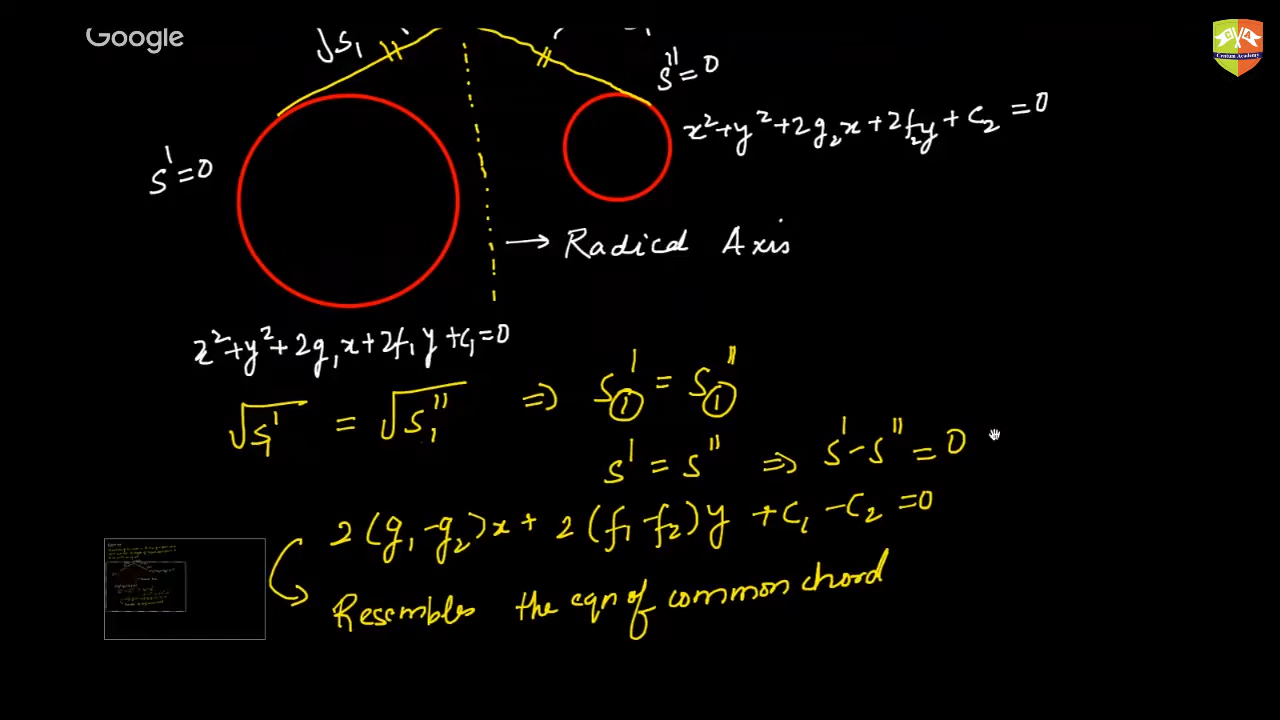 Google
√S₁
S''=0
x²+y²+2g₂x+2f₂y+c₂=0
S'=0
→ Radical Axis
x²+y²+2g₁x+2f₁y+c₁=0
√S₁' = √S₁'' ⇒ S①' = S①''
S' = S'' ⇒ S'-S''=0
2(g₁-g₂)x+2(f₁-f₂)y+c₁-c₂=0
Resembles the eqn of common chord
Centum Academy